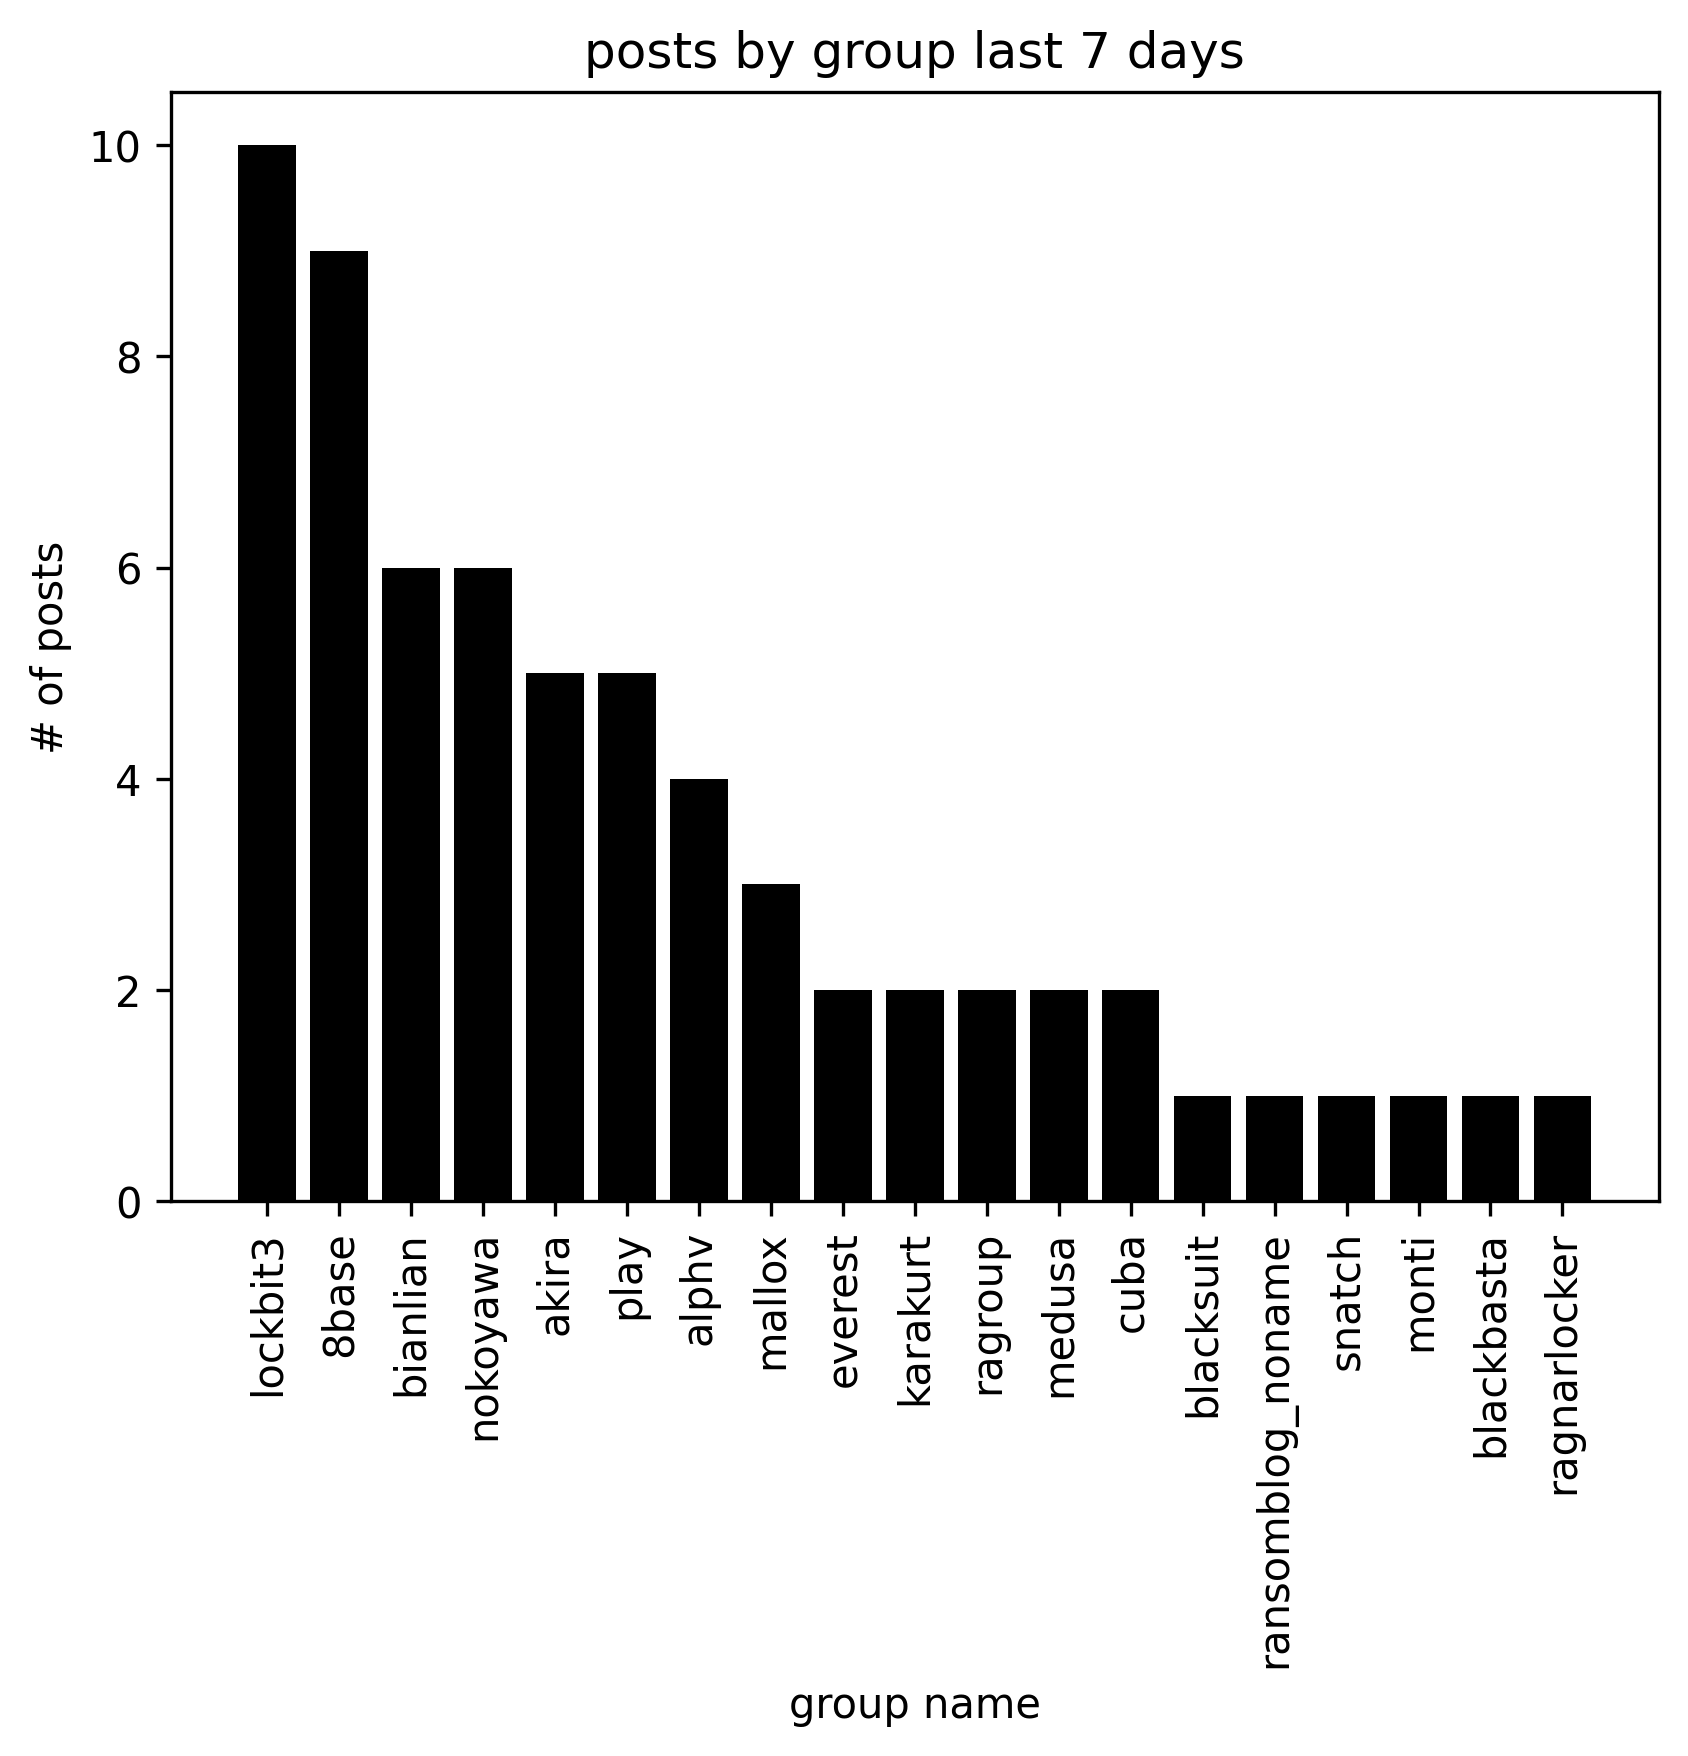 posts by group last 7 days
# of posts
10
8
6
4
2
0
lockbit3
8base
bianlian
nokoyawa
akira
play
alphv
mallox
everest
karakurt
ragroup
medusa
cuba
blacksuit
ransomblog_noname
snatch
monti
blackbasta
ragnarlocker
group name